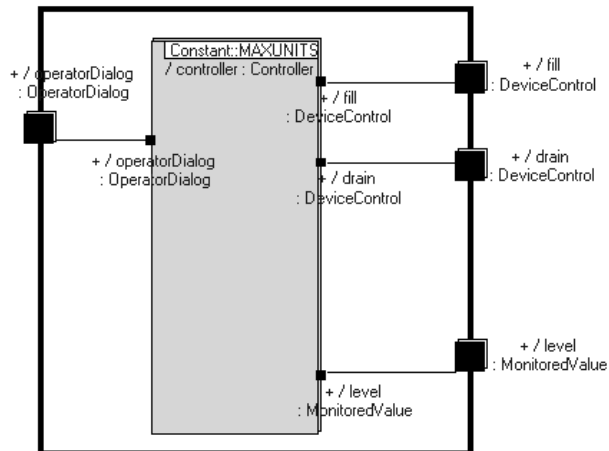 Constant::MAXUNITS
/ controller : Controller
+ / operatorDialog
: OperatorDialog
+ / operatorDialog
: OperatorDialog
+ / fill
: DeviceControl
+ / fill
: DeviceControl
+ / drain
: DeviceControl
+ / drain
: DeviceControl
+ / level
: MonitoredValue
+ / level
: MonitoredValue